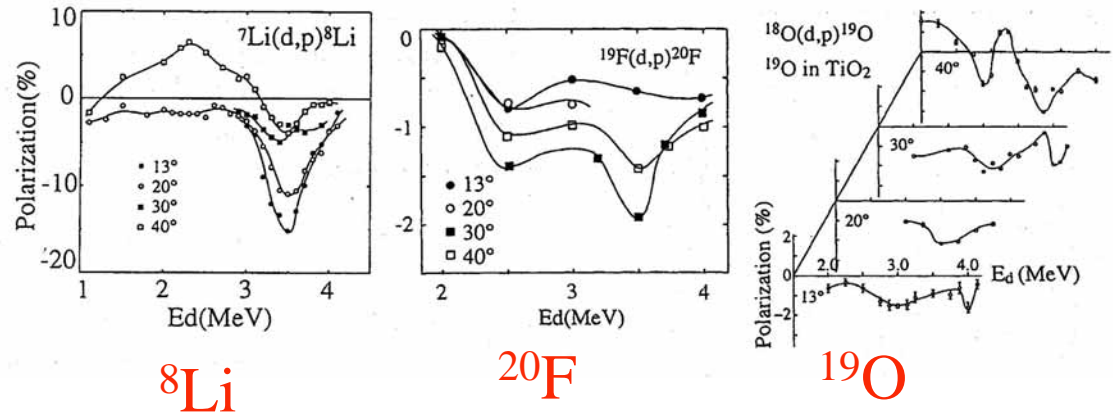 10
0
-10
-20
Polarization(%)
⁷Li(d,p)⁸Li
13°
20°
30°
40°
1
2
3
4
Ed(MeV)
⁸Li
0
-1
-2
¹⁹F(d,p)²⁰F
13°
20°
30°
40°
2
3
4
Ed(MeV)
²⁰F
¹⁸O(d,p)¹⁹O
¹⁹O in TiO₂
40°
30°
20°
13°
Polarization (%)
2
0
-2
2.0
3.0
4.0
Ed (MeV)
¹⁹O